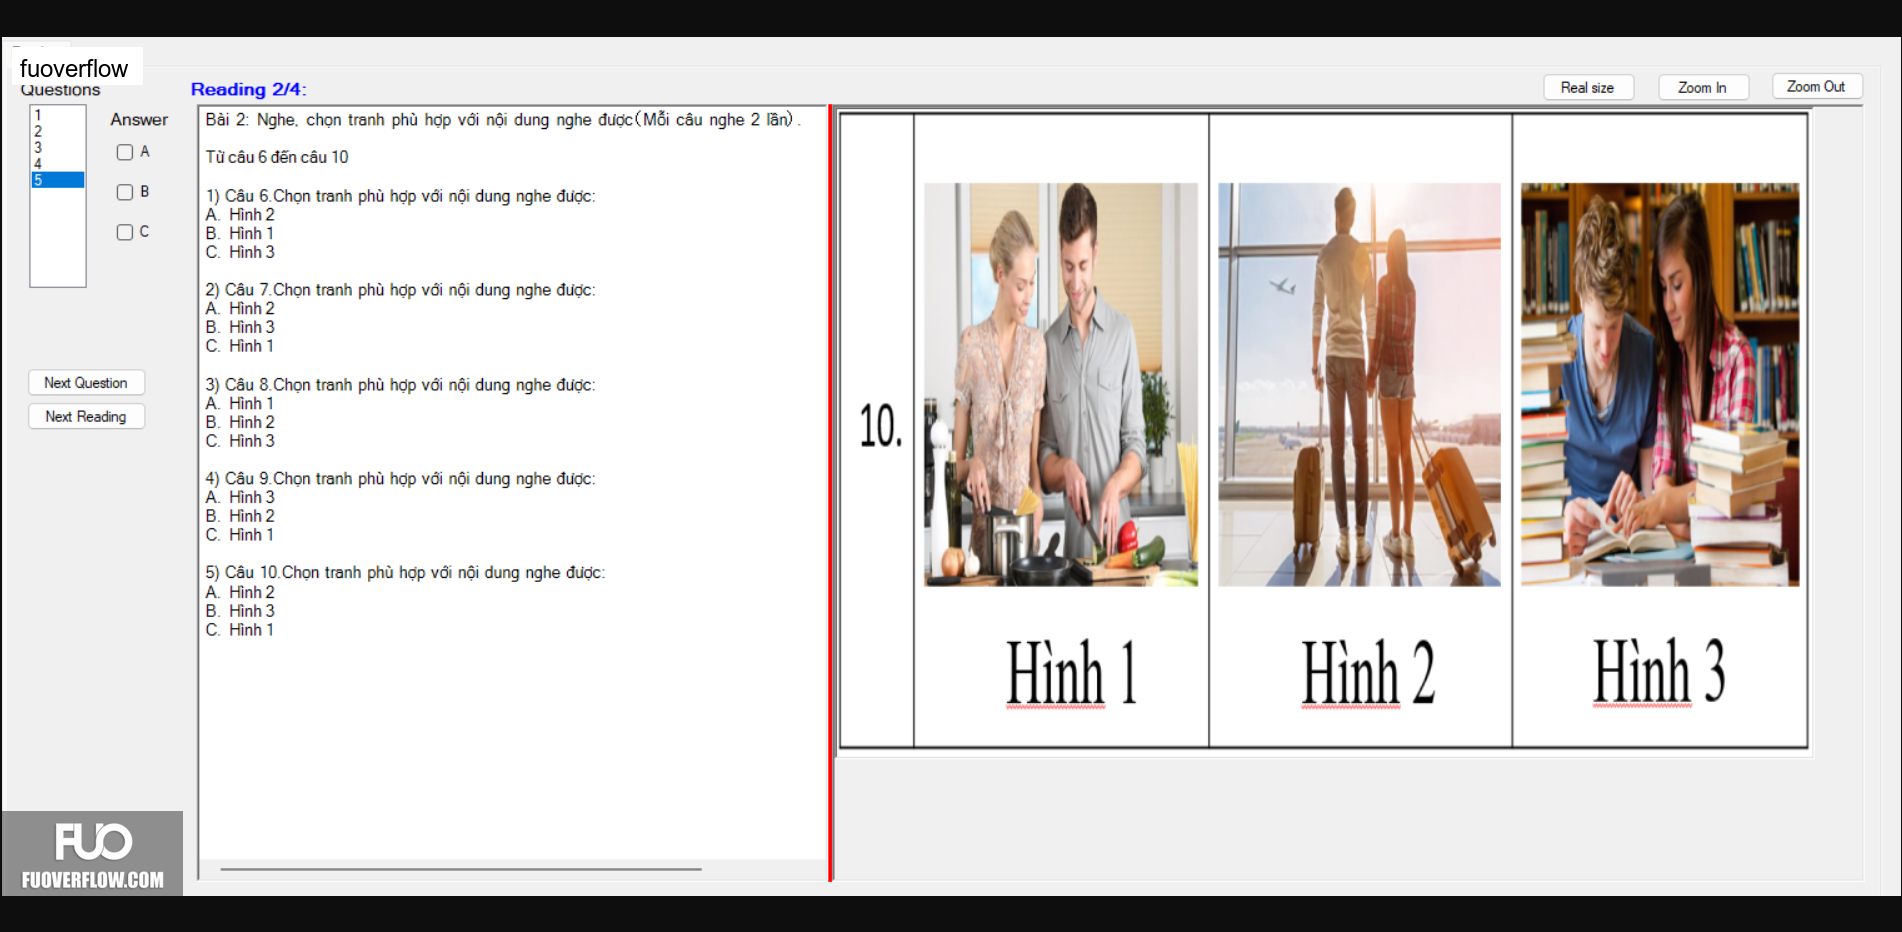 fuoverflow
Questions
Reading 2/4:
Real size
Zoom In
Zoom Out
1
2
3
4
5
Answer
A
B
C
Next Question
Next Reading
Bài 2: Nghe, chọn tranh phù hợp với nội dung nghe được(Mỗi câu nghe 2 lần).
Từ câu 6 đến câu 10
1) Câu 6.Chọn tranh phù hợp với nội dung nghe được:
A. Hình 2
B. Hình 1
C. Hình 3
2) Câu 7.Chọn tranh phù hợp với nội dung nghe được:
A. Hình 2
B. Hình 3
C. Hình 1
3) Câu 8.Chọn tranh phù hợp với nội dung nghe được:
A. Hình 1
B. Hình 2
C. Hình 3
4) Câu 9.Chọn tranh phù hợp với nội dung nghe được:
A. Hình 3
B. Hình 2
C. Hình 1
5) Câu 10.Chọn tranh phù hợp với nội dung nghe được:
A. Hình 2
B. Hình 3
C. Hình 1
10.
Hình 1
Hình 2
Hình 3
FUO
FUOVERFLOW.COM